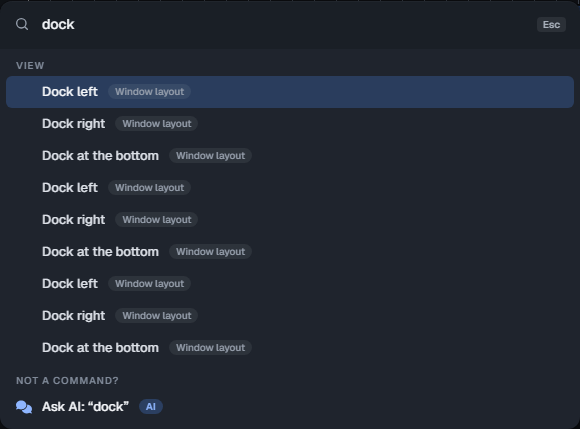 dock Esc
VIEW
Dock left Window layout
Dock right Window layout
Dock at the bottom Window layout
Dock left Window layout
Dock right Window layout
Dock at the bottom Window layout
Dock left Window layout
Dock right Window layout
Dock at the bottom Window layout
NOT A COMMAND?
Ask AI: “dock” AI